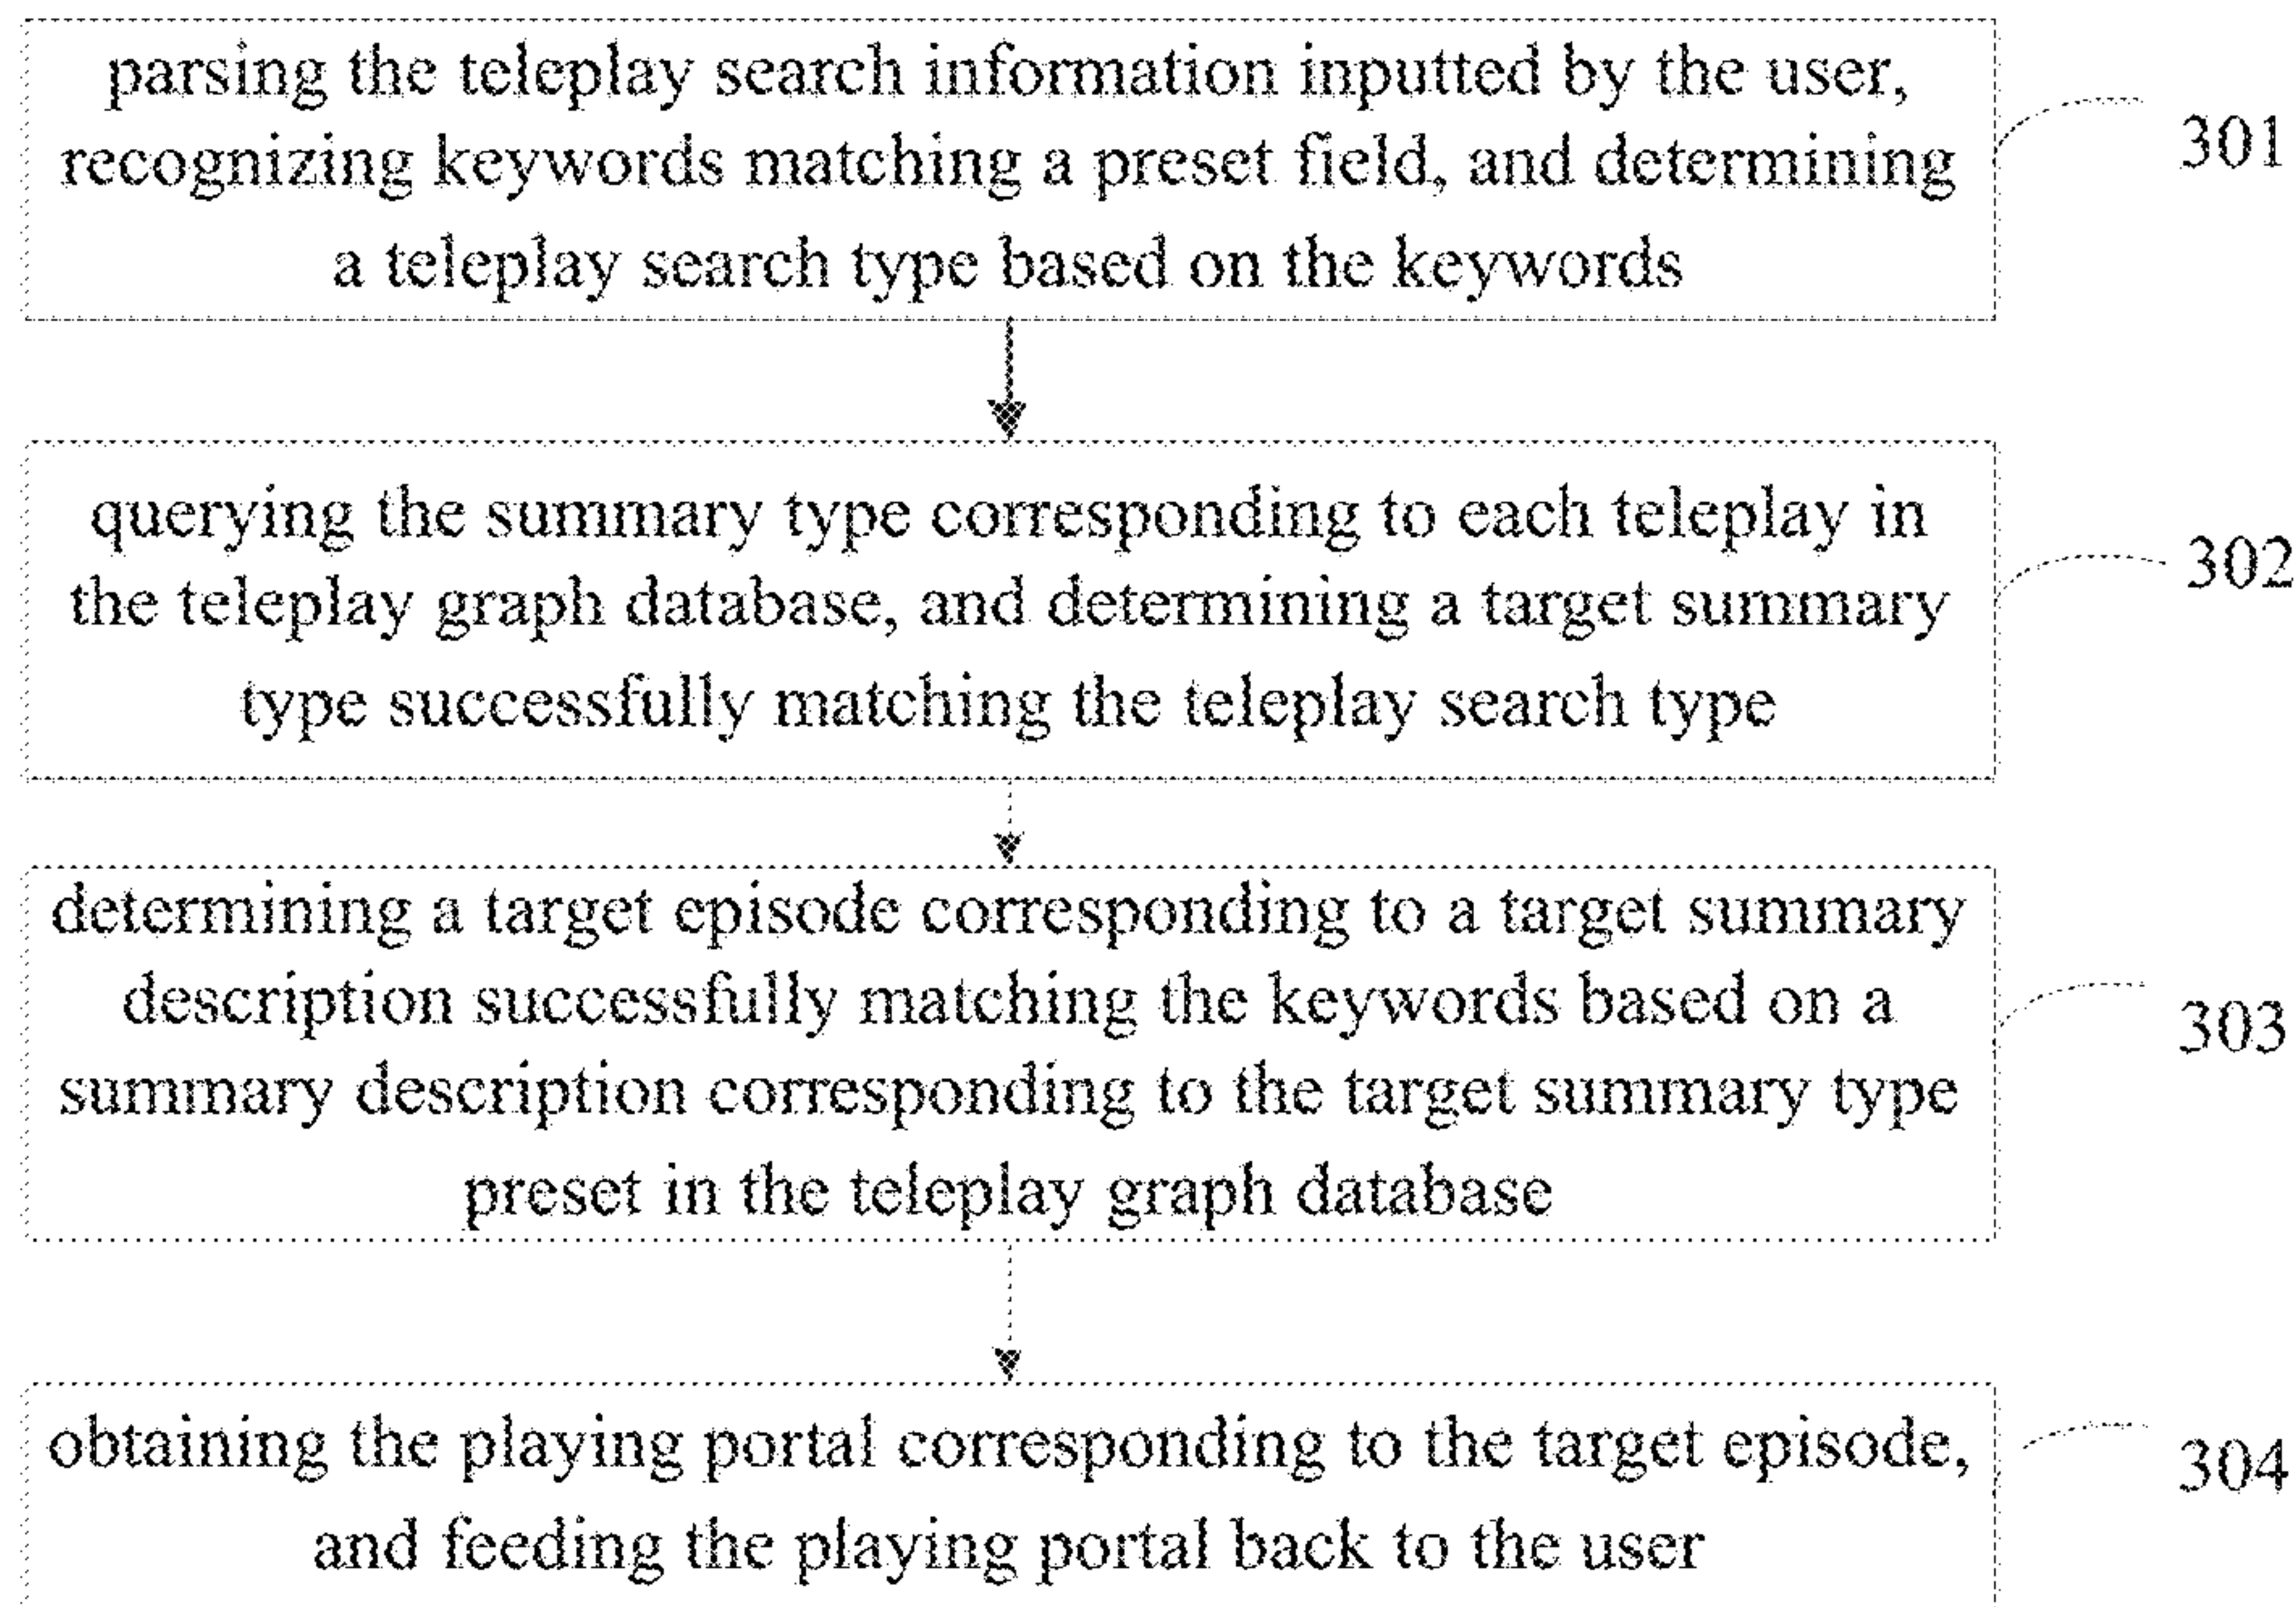 parsing the teleplay search information inputted by the user,
recognizing keywords matching a preset field, and determining
a teleplay search type based on the keywords
301
querying the summary type corresponding to each teleplay in
the teleplay graph database, and determining a target summary
type successfully matching the teleplay search type
302
determining a target episode corresponding to a target summary
description successfully matching the keywords based on a
summary description corresponding to the target summary type
preset in the teleplay graph database
303
obtaining the playing portal corresponding to the target episode,
and feeding the playing portal back to the user
304